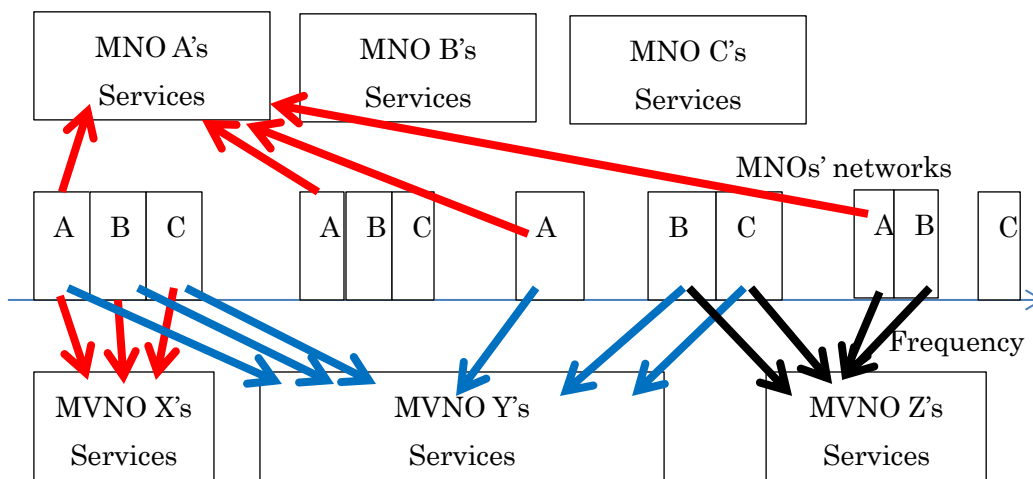 MNO A's
Services
MNO B's
Services
MNO C's
Services
MNOs' networks
A B C A B C A B C A B C
Frequency
MVNO X's
Services
MVNO Y's
Services
MVNO Z's
Services